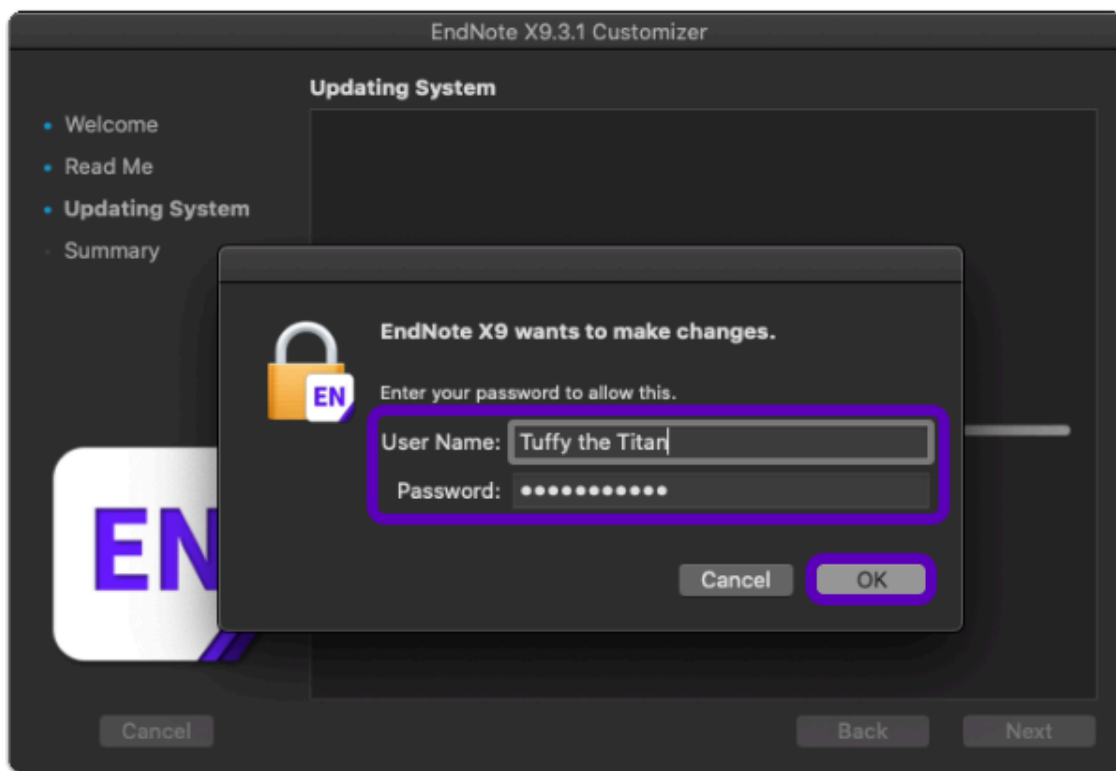 EndNote X9.3.1 Customizer
Updating System
• Welcome
• Read Me
• Updating System
· Summary
EndNote X9 wants to make changes.
EN
Enter your password to allow this.
User Name: Tuffy the Titan
Password: •••••••••••
EN
Cancel OK
Cancel Back Next